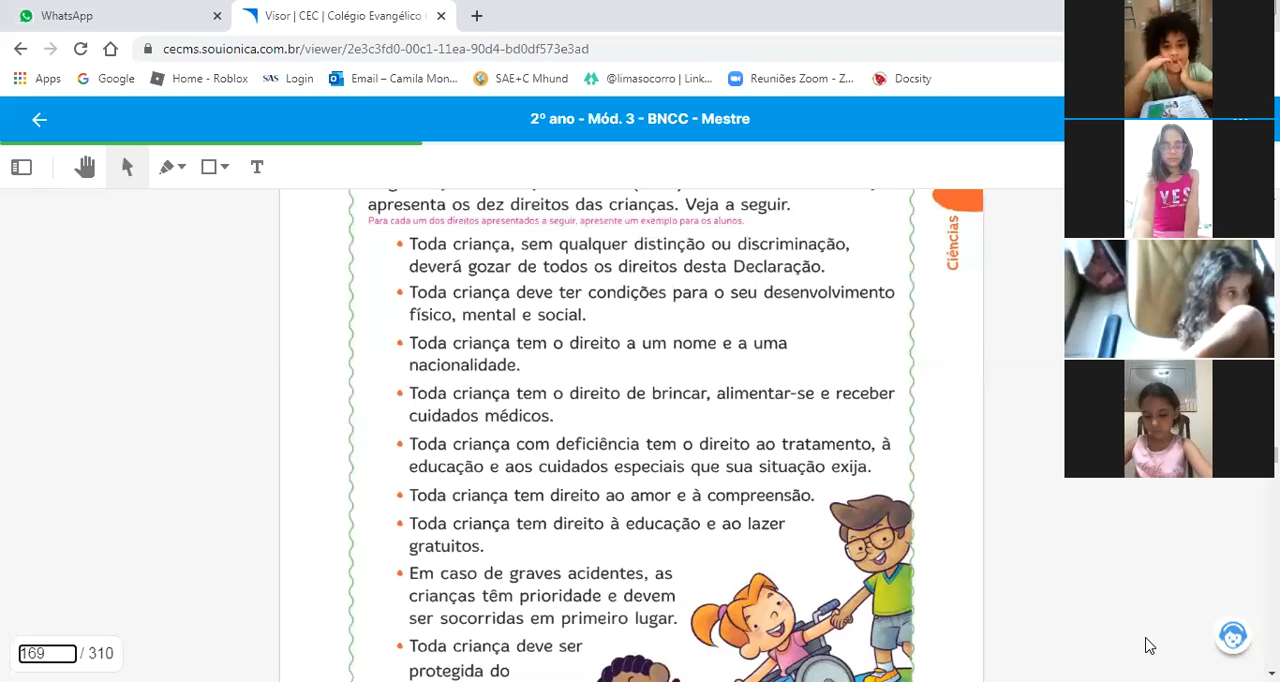 WhatsApp
Visor | CEC | Colégio Evangélico
cecms.souionica.com.br/viewer/2e3c3fd0-00c1-11ea-90d4-bd0df573e3ad
Apps Google Home - Roblox SAS Login Email – Camila Mon... SAE+C Mhund @limasocorro | Link... Reuniões Zoom - Z... Docsity
2º ano - Mód. 3 - BNCC - Mestre
T
apresenta os dez direitos das crianças. Veja a seguir.
Para cada um dos direitos apresentados a seguir, apresente um exemplo para os alunos.
• Toda criança, sem qualquer distinção ou discriminação,
deverá gozar de todos os direitos desta Declaração.
• Toda criança deve ter condições para o seu desenvolvimento
físico, mental e social.
• Toda criança tem o direito a um nome e a uma
nacionalidade.
• Toda criança tem o direito de brincar, alimentar-se e receber
cuidados médicos.
• Toda criança com deficiência tem o direito ao tratamento, à
educação e aos cuidados especiais que sua situação exija.
• Toda criança tem direito ao amor e à compreensão.
• Toda criança tem direito à educação e ao lazer
gratuitos.
• Em caso de graves acidentes, as
crianças têm prioridade e devem
ser socorridas em primeiro lugar.
• Toda criança deve ser
protegida do
Ciências
169 / 310
YES